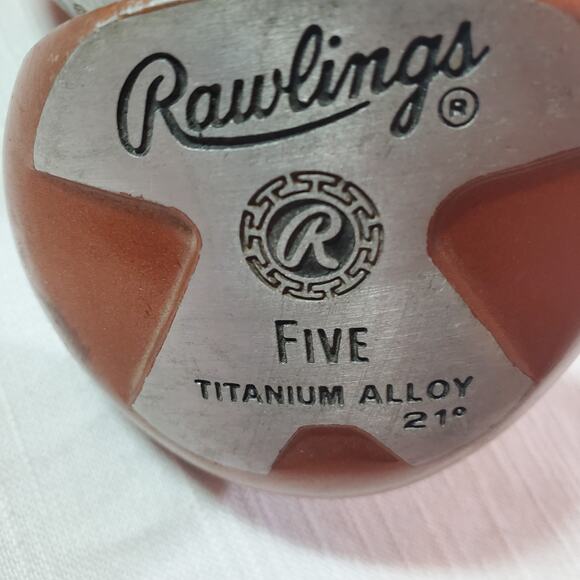 Rawlings ®
R
FIVE
TITANIUM ALLOY
21°